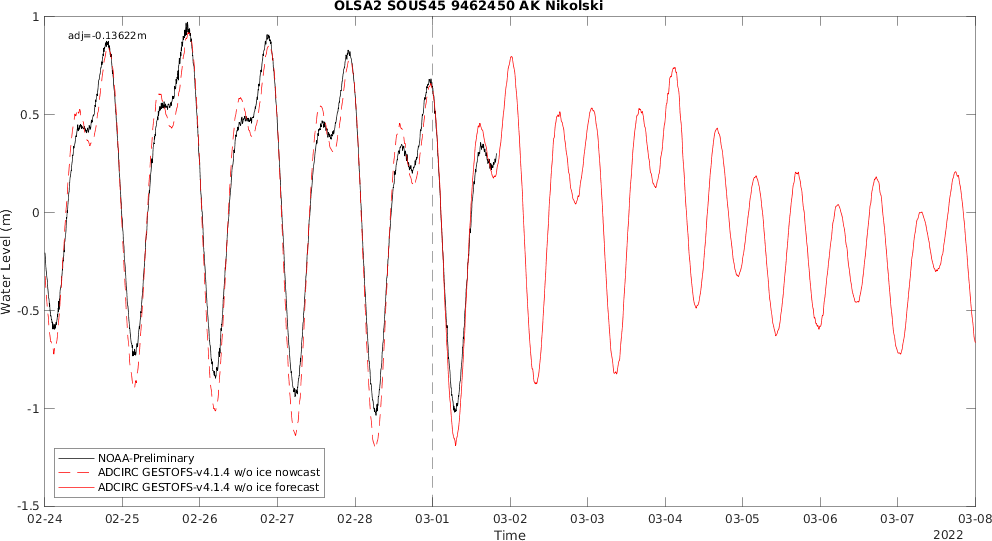 OLSA2 SOUS45 9462450 AK Nikolski
adj=-0.13622m
1
0.5
0
-0.5
-1
-1.5
Water Level (m)
NOAA-Preliminary
ADCIRC GESTOFS-v4.1.4 w/o ice nowcast
ADCIRC GESTOFS-v4.1.4 w/o ice forecast
02-24 02-25 02-26 02-27 02-28 03-01 03-02 03-03 03-04 03-05 03-06 03-07 03-08
Time
2022